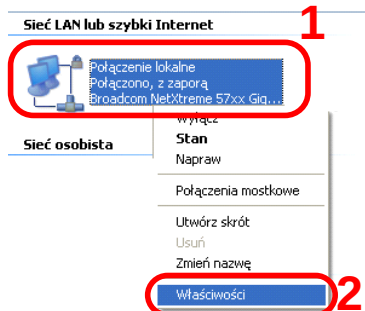 Sieć LAN lub szybki Internet
1
Połączenie lokalne
Połączono, z zaporą
Broadcom NetXtreme 57xx Gig...
Wyłącz
Stan
Sieć osobista
Napraw
Połączenia mostkowe
Utwórz skrót
Usuń
Zmień nazwę
Właściwości
2